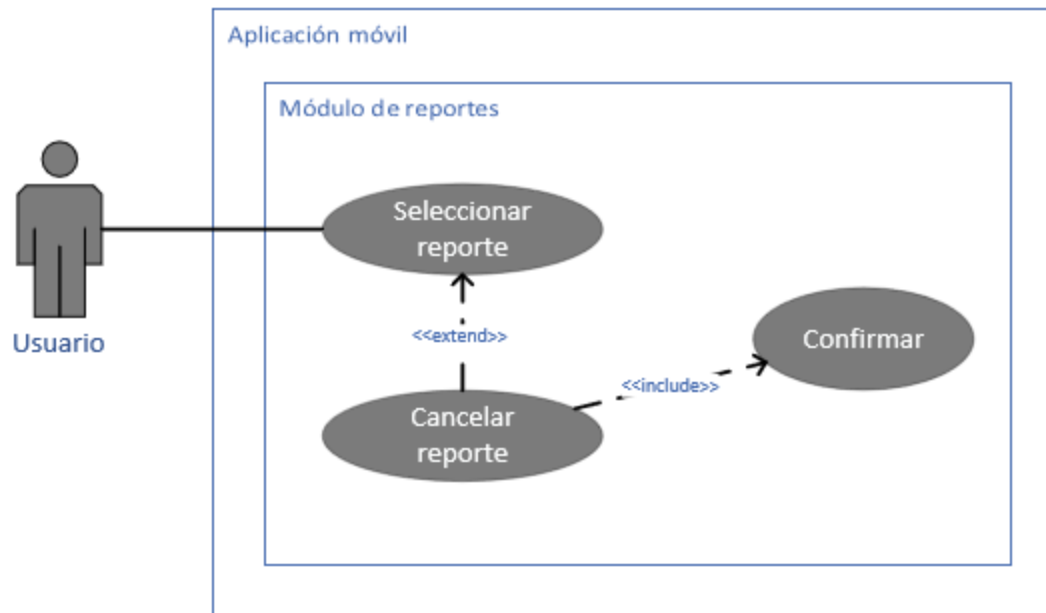 Aplicación móvil
Módulo de reportes
Seleccionar
reporte
<<extend>>
Usuario
Confirmar
<<include>>
Cancelar
reporte